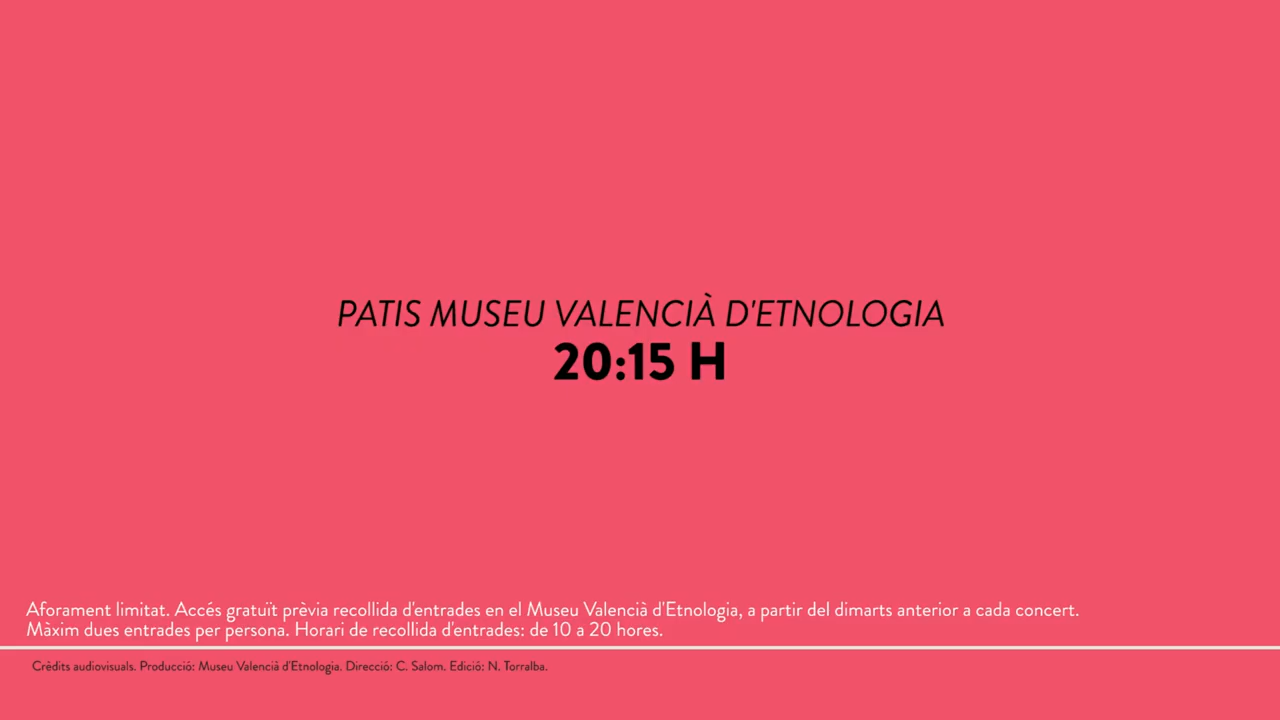 PATIS MUSEU VALENCIÀ D'ETNOLOGIA
20:15 H
Aforament limitat. Accés gratuït prèvia recollida d'entrades en el Museu Valencià d'Etnologia, a partir del dimarts anterior a cada concert.
Màxim dues entrades per persona. Horari de recollida d'entrades: de 10 a 20 hores.
Crèdits audiovisuals. Producció: Museu Valencià d'Etnologia. Direcció: C. Salom. Edició: N. Torralba.